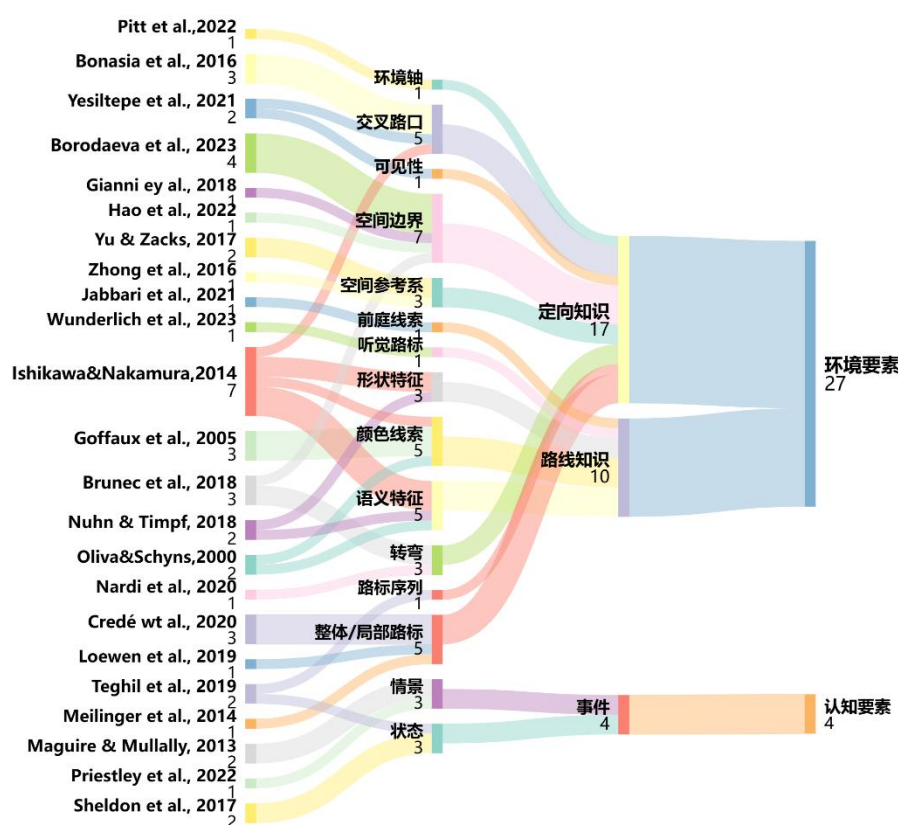 Pitt et al.,2022
1
Bonasia et al., 2016
3
Yesiltepe et al., 2021
2
Borodaeva et al., 2023
4
Gianni ey al., 2018
1
Hao et al., 2022
1
Yu & Zacks, 2017
2
Zhong et al., 2016
1
Jabbari et al., 2021
1
Wunderlich et al., 2023
1
Ishikawa&Nakamura,2014
7
Goffaux et al., 2005
3
Brunec et al., 2018
3
Nuhn & Timpf, 2018
2
Oliva&Schyns,2000
2
Nardi et al., 2020
1
Credé wt al., 2020
3
Loewen et al., 2019
1
Teghil et al., 2019
2
Meilinger et al., 2014
1
Maguire & Mullally, 2013
2
Priestley et al., 2022
1
Sheldon et al., 2017
2
环境轴
1
交叉路口
5
可见性
1
空间边界
7
空间参考系
3
前庭线索
1
听觉路标
1
形状特征
3
颜色线索
5
语义特征
5
转弯
3
路标序列
1
整体/局部路标
5
情景
3
状态
3
定向知识
17
路线知识
10
事件
4
环境要素
27
认知要素
4